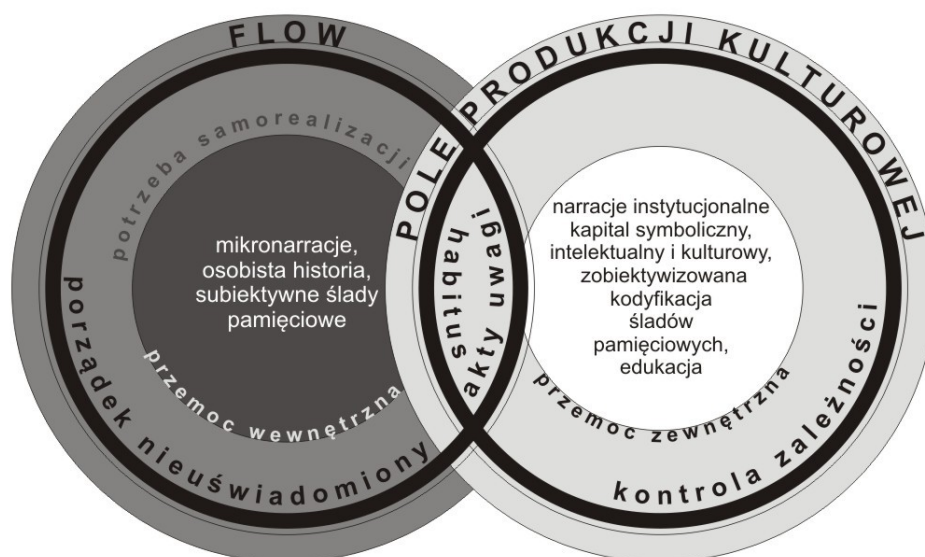 FLOW
potrzeba samorealizacji
mikronarracje,
osobista historia,
subiektywne ślady
pamięciowe
przemoc wewnętrzna
porządek nieuświadomiony
habitus
akty uwagi
POLE PRODUKCJI KULTUROWEJ
narracje instytucjonalne
kapitał symboliczny,
intelektualny i kulturowy,
zobiektywizowana
kodyfikacja
śladów
pamięciowych,
edukacja
przemoc zewnętrzna
kontrola zależności